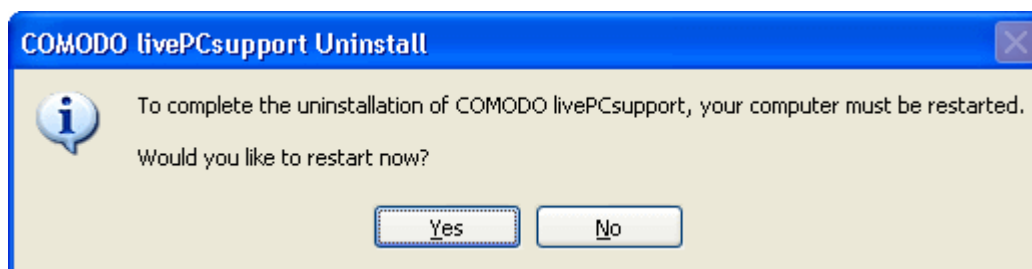 COMODO livePCsupport Uninstall
To complete the uninstallation of COMODO livePCsupport, your computer must be restarted.
Would you like to restart now?
Yes
No